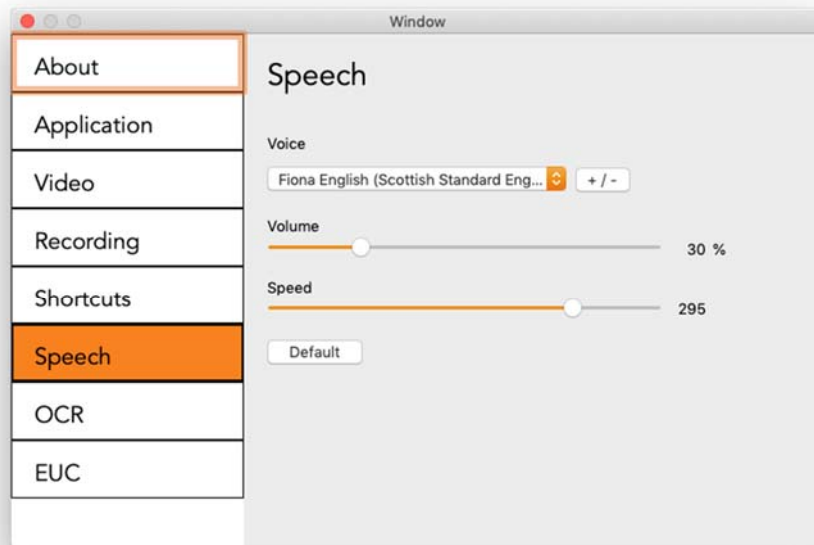 Window
About
Application
Video
Recording
Shortcuts
Speech
OCR
EUC
Speech
Voice
Fiona English (Scottish Standard Eng... + / -
Volume
30 %
Speed
295
Default